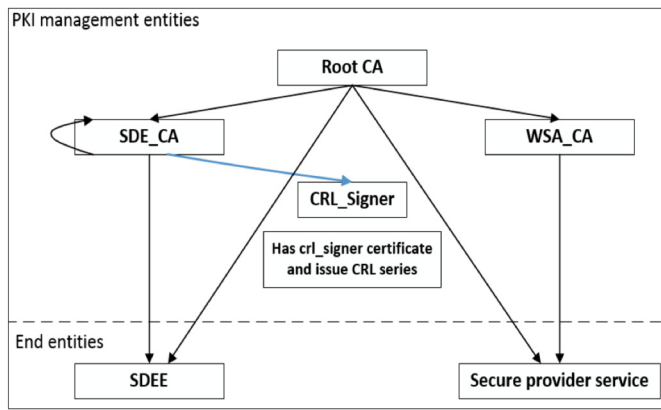 PKI management entities
Root CA
SDE_CA
WSA_CA
CRL_Signer
Has crl_signer certificate
and issue CRL series
End entities
SDEE
Secure provider service